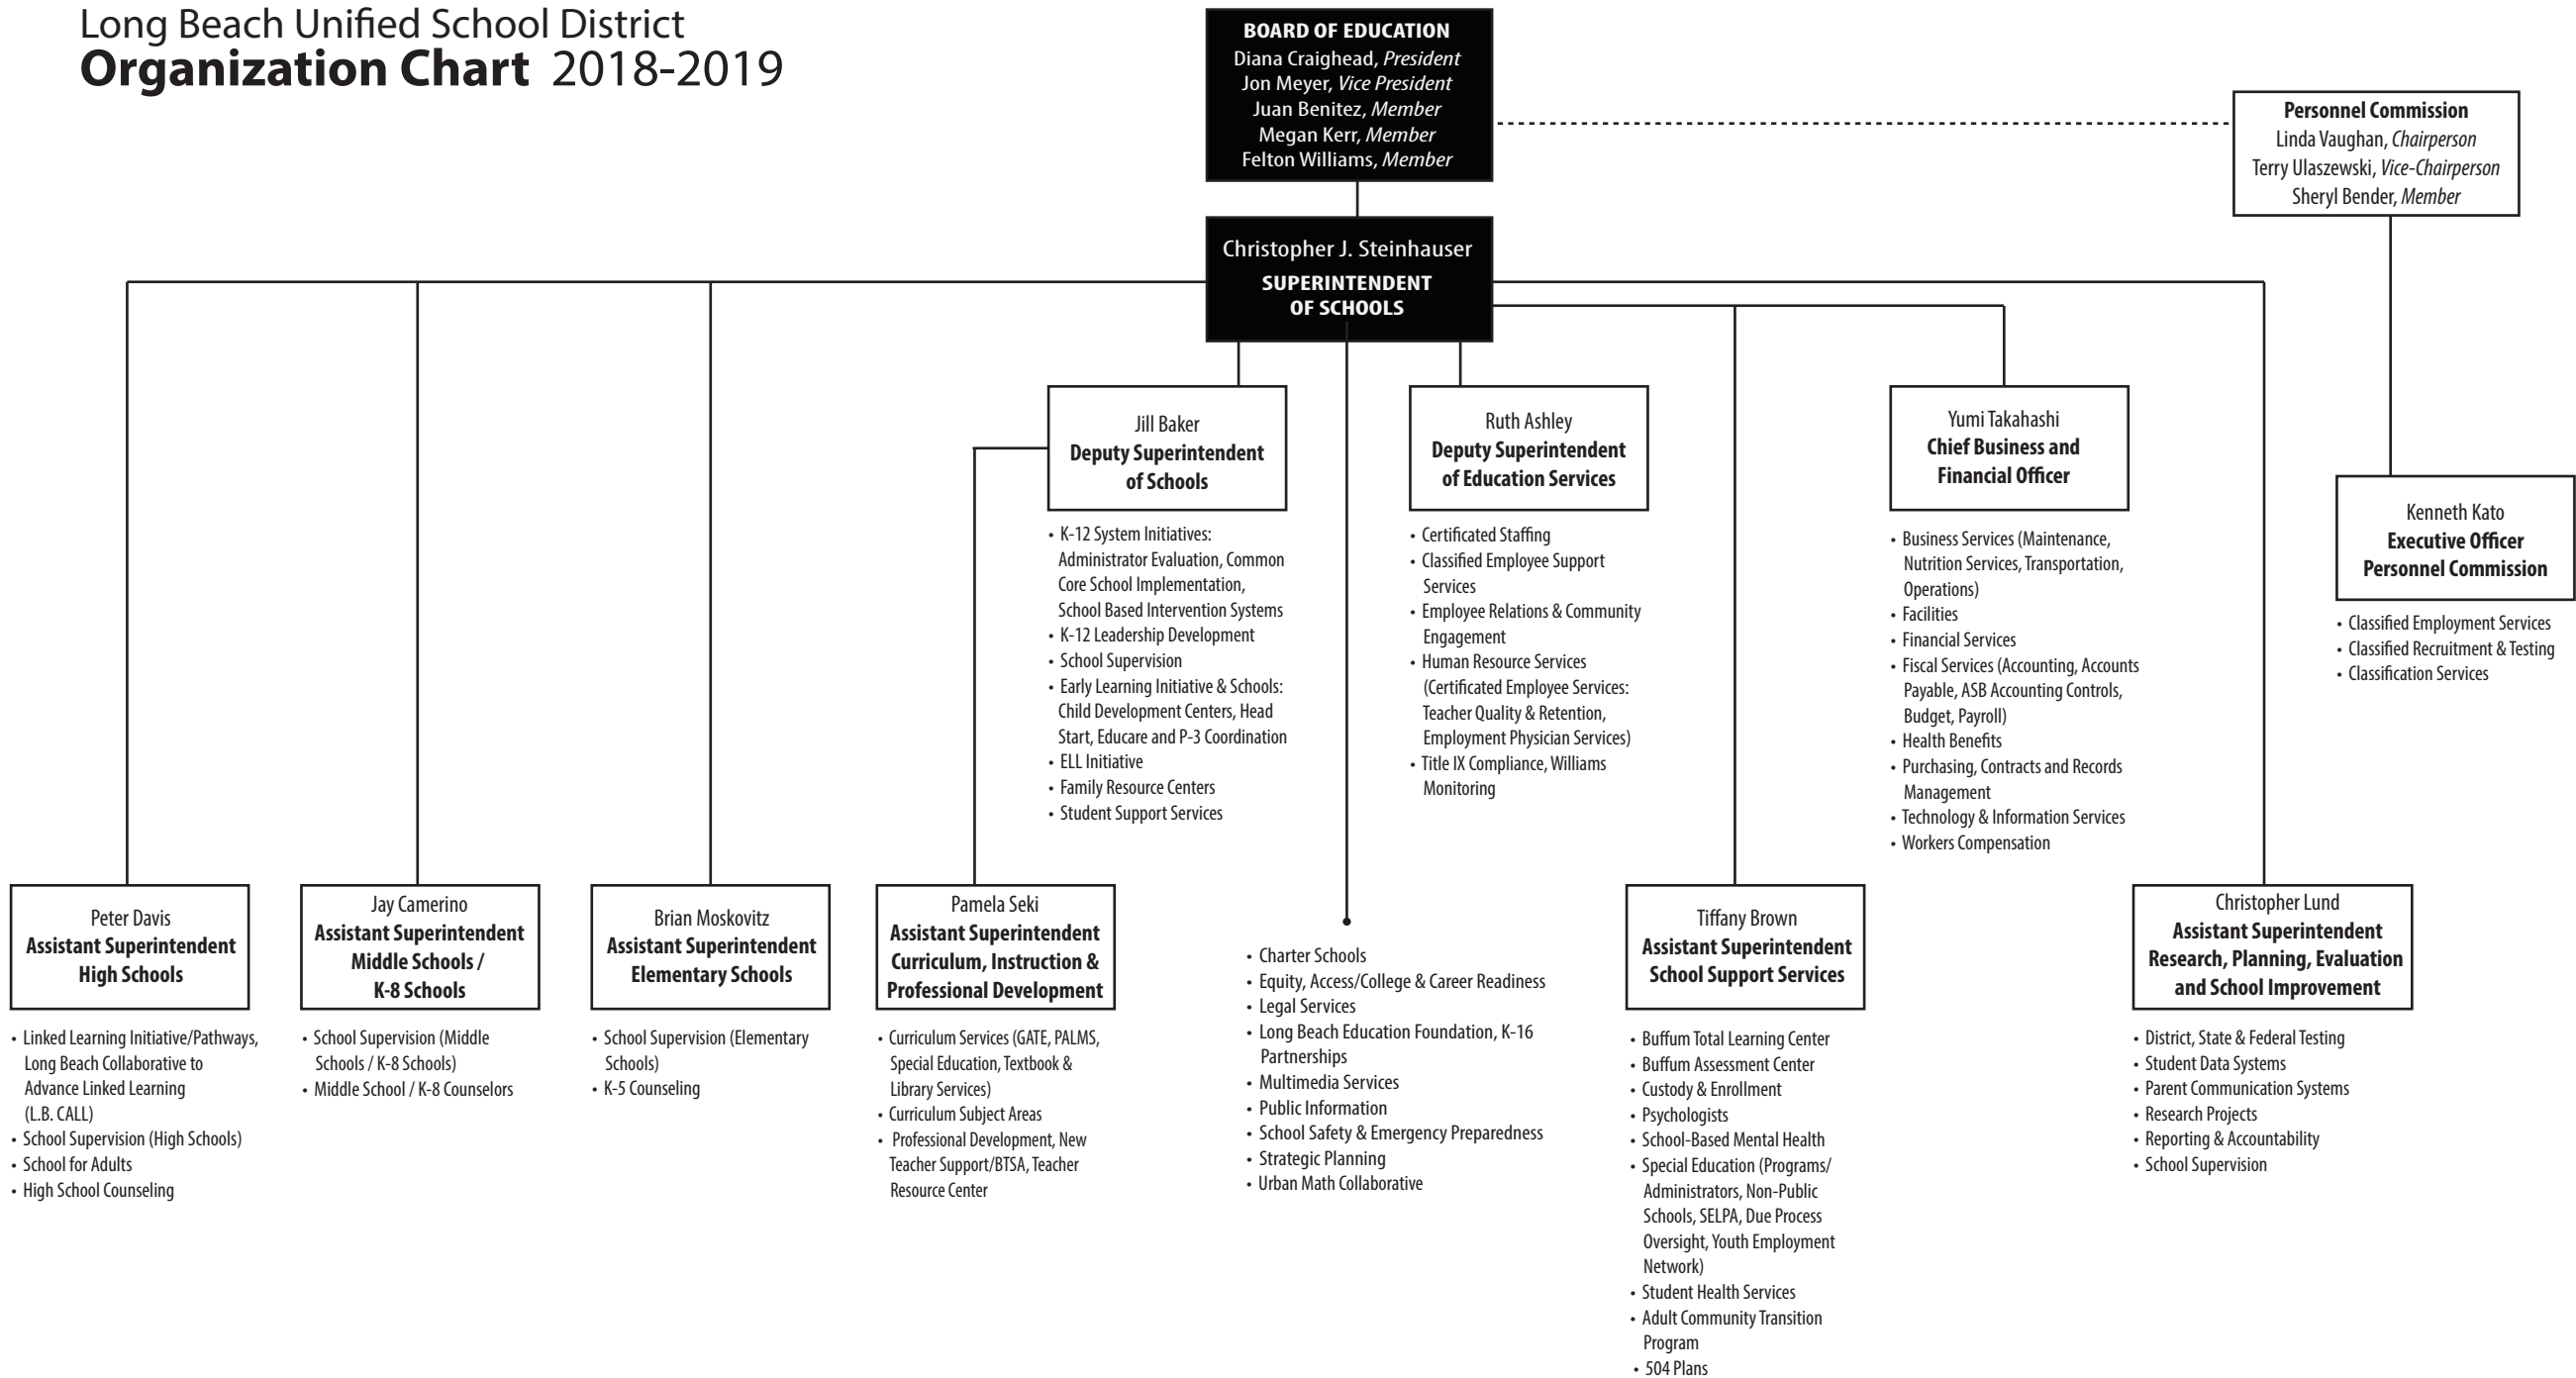 Long Beach Unified School District
Organization Chart 2018-2019
BOARD OF EDUCATION
Diana Craighead, President
Jon Meyer, Vice President
Juan Benitez, Member
Megan Kerr, Member
Felton Williams, Member
Personnel Commission
Linda Vaughan, Chairperson
Terry Ulaszewski, Vice-Chairperson
Sheryl Bender, Member
Christopher J. Steinhauser
SUPERINTENDENT
OF SCHOOLS
Jill Baker
Deputy Superintendent
of Schools
• K-12 System Initiatives:
Administrator Evaluation, Common
Core School Implementation,
School Based Intervention Systems
• K-12 Leadership Development
• School Supervision
• Early Learning Initiative & Schools:
Child Development Centers, Head
Start, Educare and P-3 Coordination
• ELL Initiative
• Family Resource Centers
• Student Support Services
Ruth Ashley
Deputy Superintendent
of Education Services
• Certificated Staffing
• Classified Employee Support
Services
• Employee Relations & Community
Engagement
• Human Resource Services
(Certificated Employee Services:
Teacher Quality & Retention,
Employment Physician Services)
• Title IX Compliance, Williams
Monitoring
Yumi Takahashi
Chief Business and
Financial Officer
• Business Services (Maintenance,
Nutrition Services, Transportation,
Operations)
• Facilities
• Financial Services
• Fiscal Services (Accounting, Accounts
Payable, ASB Accounting Controls,
Budget, Payroll)
• Health Benefits
• Purchasing, Contracts and Records
Management
• Technology & Information Services
• Workers Compensation
Kenneth Kato
Executive Officer
Personnel Commission
• Classified Employment Services
• Classified Recruitment & Testing
• Classification Services
Peter Davis
Assistant Superintendent
High Schools
• Linked Learning Initiative/Pathways,
Long Beach Collaborative to
Advance Linked Learning
(L.B. CALL)
• School Supervision (High Schools)
• School for Adults
• High School Counseling
Jay Camerino
Assistant Superintendent
Middle Schools /
K-8 Schools
• School Supervision (Middle
Schools / K-8 Schools)
• Middle School / K-8 Counselors
Brian Moskovitz
Assistant Superintendent
Elementary Schools
• School Supervision (Elementary
Schools)
• K-5 Counseling
Pamela Seki
Assistant Superintendent
Curriculum, Instruction &
Professional Development
• Curriculum Services (GATE, PALMS,
Special Education, Textbook &
Library Services)
• Curriculum Subject Areas
• Professional Development, New
Teacher Support/BTSA, Teacher
Resource Center
• Charter Schools
• Equity, Access/College & Career Readiness
• Legal Services
• Long Beach Education Foundation, K-16
Partnerships
• Multimedia Services
• Public Information
• School Safety & Emergency Preparedness
• Strategic Planning
• Urban Math Collaborative
Tiffany Brown
Assistant Superintendent
School Support Services
• Buffum Total Learning Center
• Buffum Assessment Center
• Custody & Enrollment
• Psychologists
• School-Based Mental Health
• Special Education (Programs/
Administrators, Non-Public
Schools, SELPA, Due Process
Oversight, Youth Employment
Network)
• Student Health Services
• Adult Community Transition
Program
• 504 Plans
Christopher Lund
Assistant Superintendent
Research, Planning, Evaluation
and School Improvement
• District, State & Federal Testing
• Student Data Systems
• Parent Communication Systems
• Research Projects
• Reporting & Accountability
• School Supervision